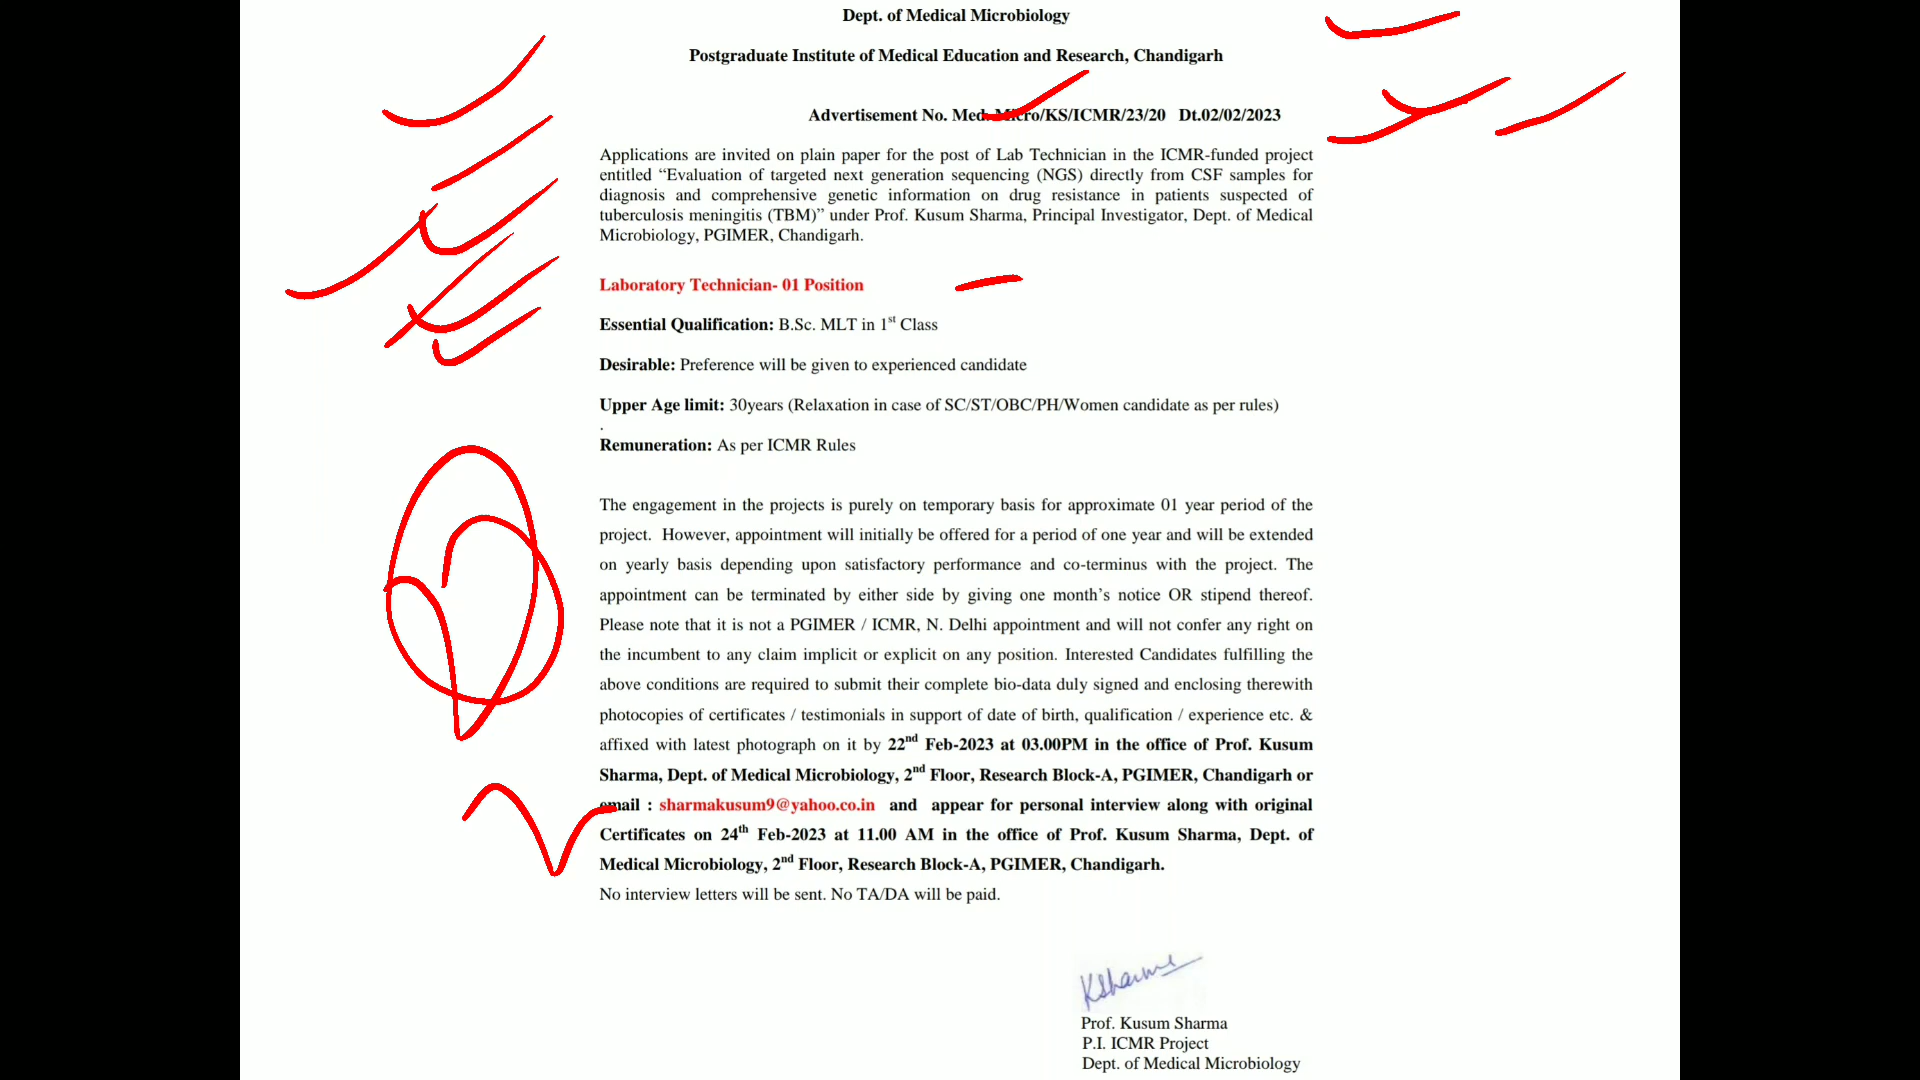 Dept. of Medical Microbiology
Postgraduate Institute of Medical Education and Research, Chandigarh
Advertisement No. Med. Micro/KS/ICMR/23/20 Dt.02/02/2023
Applications are invited on plain paper for the post of Lab Technician in the ICMR-funded project
entitled “Evaluation of targeted next generation sequencing (NGS) directly from CSF samples for
diagnosis and comprehensive genetic information on drug resistance in patients suspected of
tuberculosis meningitis (TBM)” under Prof. Kusum Sharma, Principal Investigator, Dept. of Medical
Microbiology, PGIMER, Chandigarh.
Laboratory Technician- 01 Position
Essential Qualification: B.Sc. MLT in 1st Class
Desirable: Preference will be given to experienced candidate
Upper Age limit: 30years (Relaxation in case of SC/ST/OBC/PH/Women candidate as per rules)
.
Remuneration: As per ICMR Rules
The engagement in the projects is purely on temporary basis for approximate 01 year period of the
project. However, appointment will initially be offered for a period of one year and will be extended
on yearly basis depending upon satisfactory performance and co-terminus with the project. The
appointment can be terminated by either side by giving one month’s notice OR stipend thereof.
Please note that it is not a PGIMER / ICMR, N. Delhi appointment and will not confer any right on
the incumbent to any claim implicit or explicit on any position. Interested Candidates fulfilling the
above conditions are required to submit their complete bio-data duly signed and enclosing therewith
photocopies of certificates / testimonials in support of date of birth, qualification / experience etc. &
affixed with latest photograph on it by 22nd Feb-2023 at 03.00PM in the office of Prof. Kusum
Sharma, Dept. of Medical Microbiology, 2nd Floor, Research Block-A, PGIMER, Chandigarh or
email : sharmakusum9@yahoo.co.in and appear for personal interview along with original
Certificates on 24th Feb-2023 at 11.00 AM in the office of Prof. Kusum Sharma, Dept. of
Medical Microbiology, 2nd Floor, Research Block-A, PGIMER, Chandigarh.
No interview letters will be sent. No TA/DA will be paid.
KSharma
Prof. Kusum Sharma
P.I. ICMR Project
Dept. of Medical Microbiology